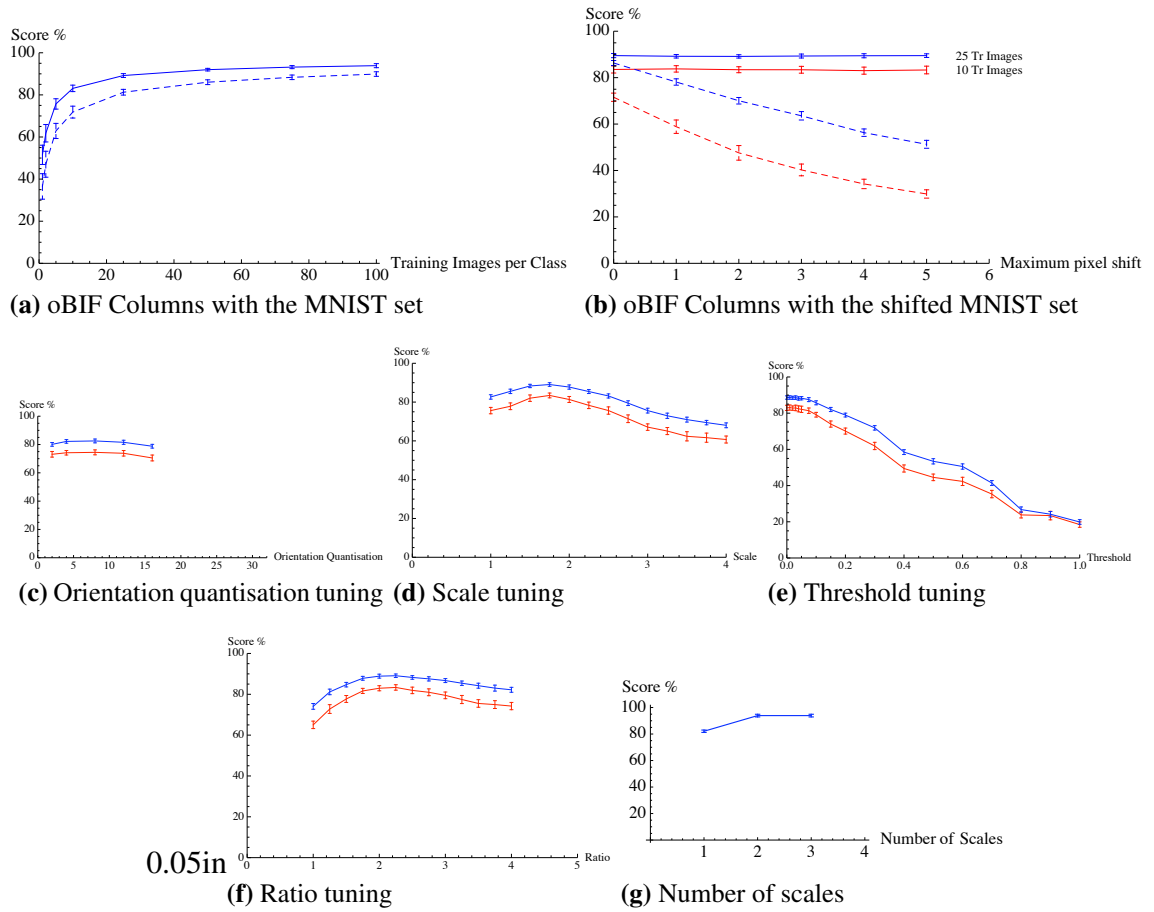 Score %
100
80
60
40
20
0
0 20 40 60 80 100
Training Images per Class
(a) oBIF Columns with the MNIST set
Score %
100
80
60
40
20
0
25 Tr Images
10 Tr Images
0 1 2 3 4 5 6
Maximum pixel shift
(b) oBIF Columns with the shifted MNIST set
Score %
100
80
60
40
20
0
0 5 10 15 20 25 30
Orientation Quantisation
(c) Orientation quantisation tuning
Score %
100
80
60
40
20
0
0 1 2 3 4
Scale
(d) Scale tuning
Score %
100
80
60
40
20
0
0.0 0.2 0.4 0.6 0.8 1.0
Threshold
(e) Threshold tuning
Score %
100
80
60
40
20
0
0 1 2 3 4 5
Ratio
0.05in
(f) Ratio tuning
Score %
100
80
60
40
20
1 2 3 4
Number of Scales
(g) Number of scales